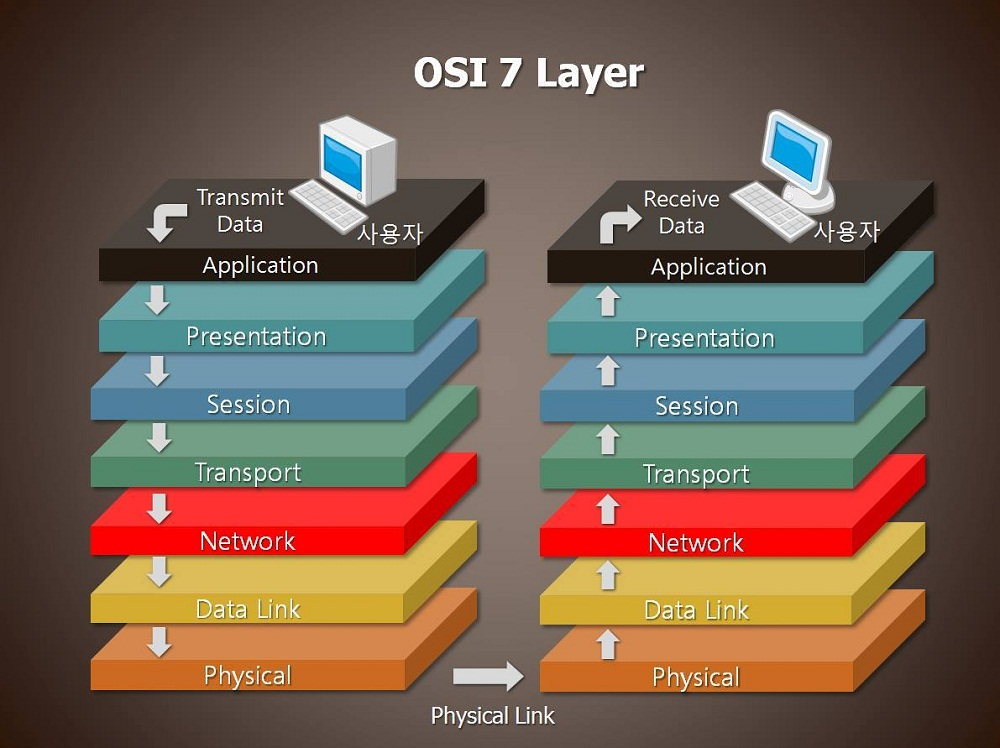 OSI 7 Layer
Transmit
Data
사용자
Application
Presentation
Session
Transport
Network
Data Link
Physical
Receive
Data
사용자
Application
Presentation
Session
Transport
Network
Data Link
Physical
Physical Link